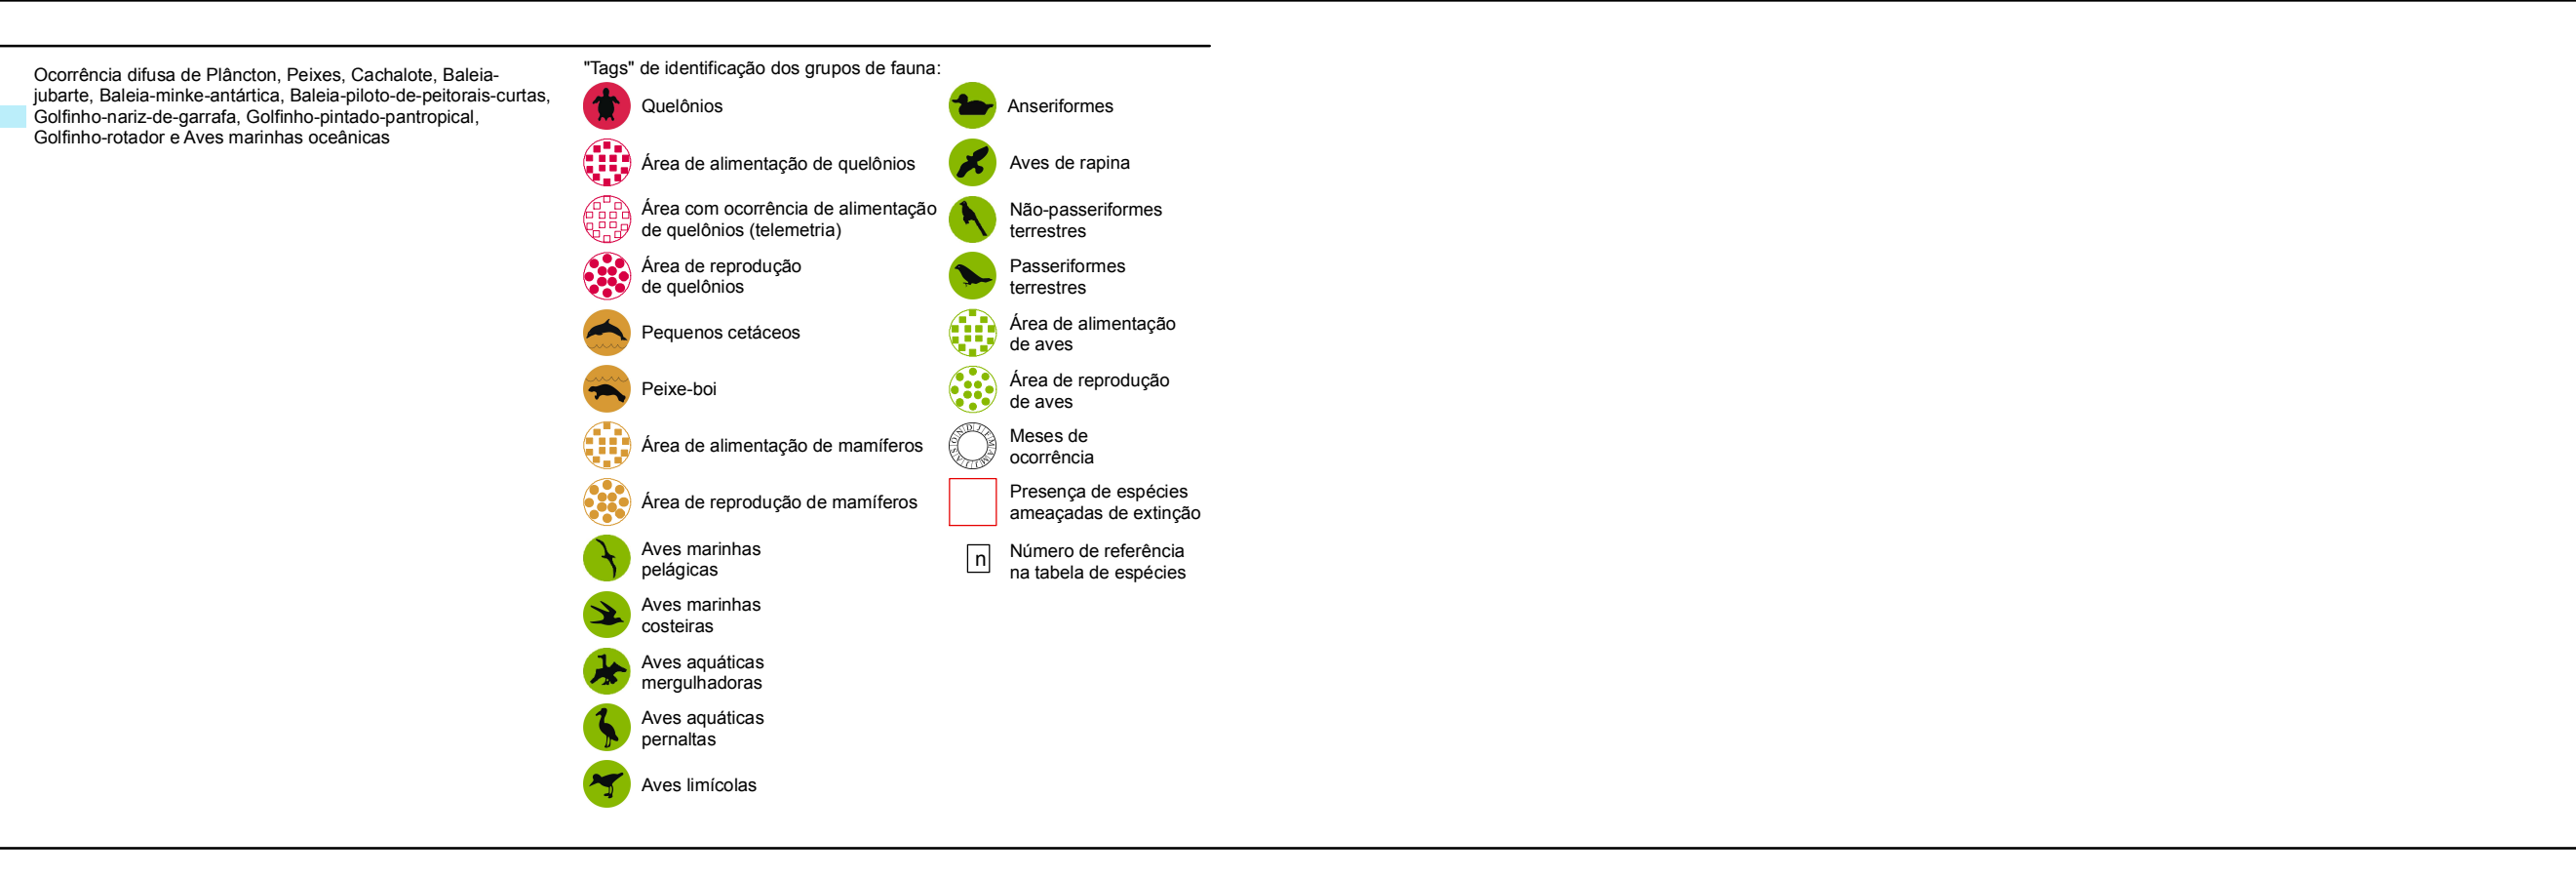 Ocorrência difusa de Plâncton, Peixes, Cachalote, Baleia-
jubarte, Baleia-minke-antártica, Baleia-piloto-de-peitorais-curtas,
Golfinho-nariz-de-garrafa, Golfinho-pintado-pantropical,
Golfinho-rotador e Aves marinhas oceânicas
"Tags" de identificação dos grupos de fauna:
Quelônios
Área de alimentação de quelônios
Área com ocorrência de alimentação
de quelônios (telemetria)
Área de reprodução
de quelônios
Pequenos cetáceos
Peixe-boi
Área de alimentação de mamíferos
Área de reprodução de mamíferos
Aves marinhas
pelágicas
Aves marinhas
costeiras
Aves aquáticas
mergulhadoras
Aves aquáticas
pernaltas
Aves limícolas
Anseriformes
Aves de rapina
Não-passeriformes
terrestres
Passeriformes
terrestres
Área de alimentação
de aves
Área de reprodução
de aves
J F M A M J J A S O N D
Meses de
ocorrência
Presença de espécies
ameaçadas de extinção
n
Número de referência
na tabela de espécies